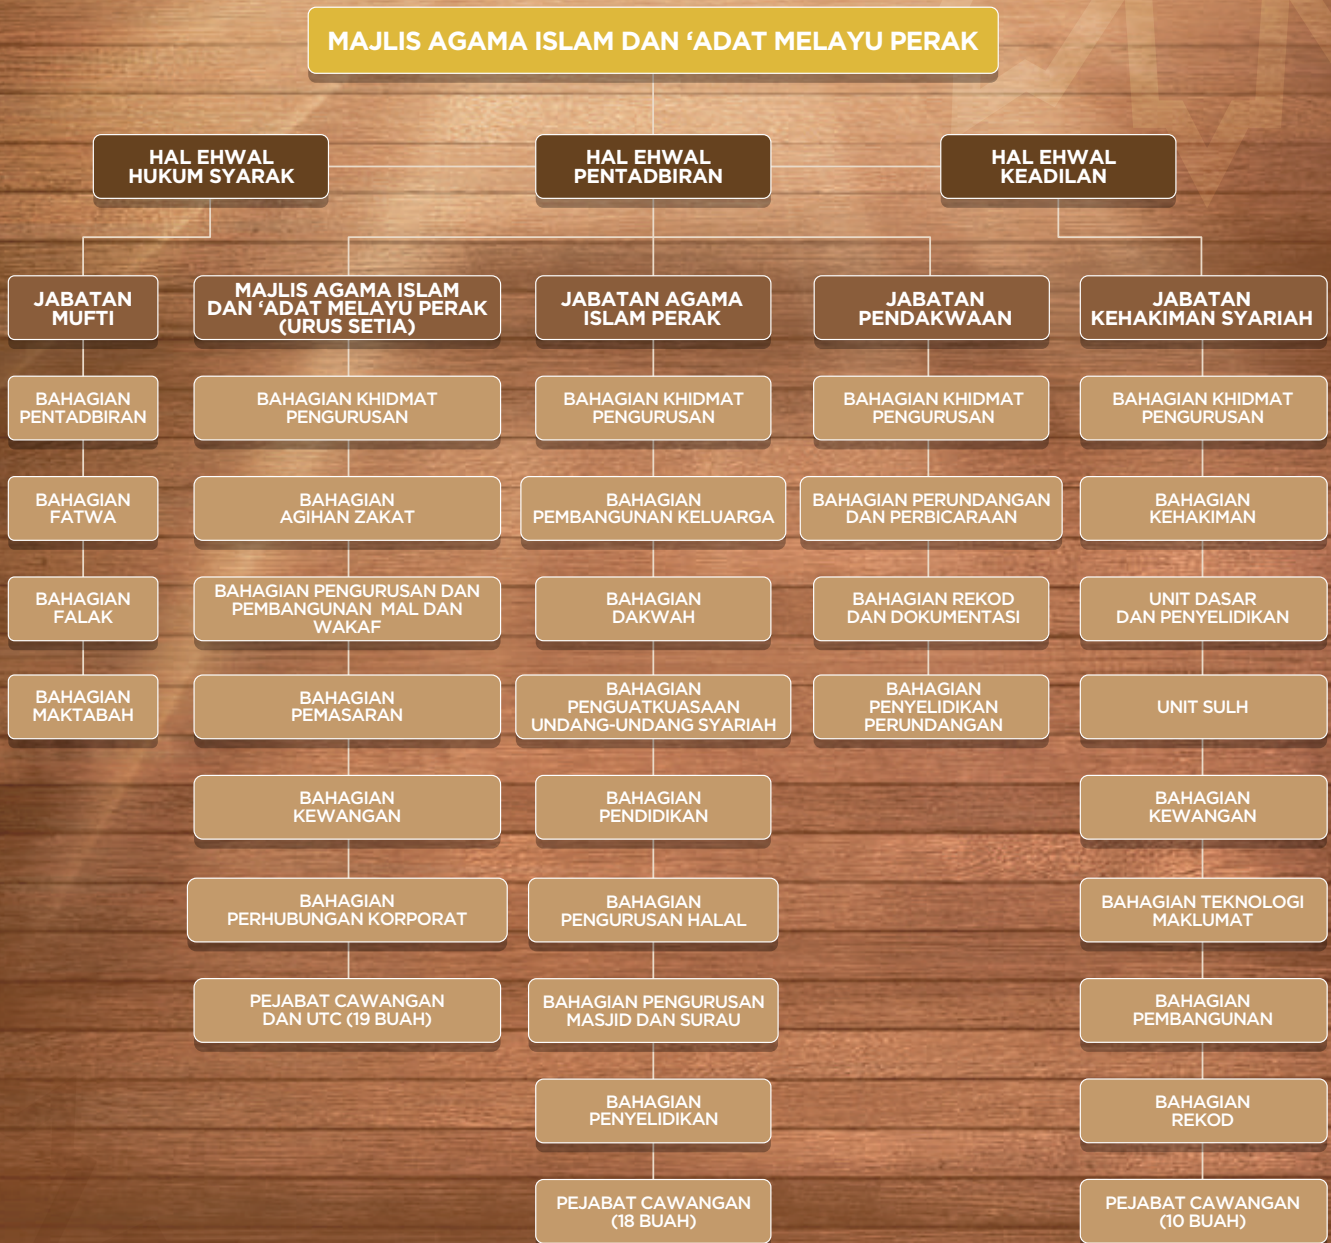 MAJLIS AGAMA ISLAM DAN ‘ADAT MELAYU PERAK
HAL EHWAL
HUKUM SYARAK
HAL EHWAL
PENTADBIRAN
HAL EHWAL
KEADILAN
JABATAN
MUFTI
MAJLIS AGAMA ISLAM
DAN ‘ADAT MELAYU PERAK
(URUS SETIA)
JABATAN AGAMA
ISLAM PERAK
JABATAN
PENDAKWAAN
JABATAN
KEHAKIMAN SYARIAH
BAHAGIAN
PENTADBIRAN
BAHAGIAN KHIDMAT
PENGURUSAN
BAHAGIAN KHIDMAT
PENGURUSAN
BAHAGIAN KHIDMAT
PENGURUSAN
BAHAGIAN KHIDMAT
PENGURUSAN
BAHAGIAN
FATWA
BAHAGIAN
AGIHAN ZAKAT
BAHAGIAN
PEMBANGUNAN KELUARGA
BAHAGIAN PERUNDANGAN
DAN PERBICARAAN
BAHAGIAN
KEHAKIMAN
BAHAGIAN
FALAK
BAHAGIAN PENGURUSAN DAN
PEMBANGUNAN MAL DAN
WAKAF
BAHAGIAN
DAKWAH
BAHAGIAN REKOD
DAN DOKUMENTASI
UNIT DASAR
DAN PENYELIDIKAN
BAHAGIAN
MAKTABAH
BAHAGIAN
PEMASARAN
BAHAGIAN
PENGUATKUASAAN
UNDANG-UNDANG SYARIAH
BAHAGIAN
PENYELIDIKAN
PERUNDANGAN
UNIT SULH
BAHAGIAN
KEWANGAN
BAHAGIAN
PENDIDIKAN
BAHAGIAN
KEWANGAN
BAHAGIAN
PERHUBUNGAN KORPORAT
BAHAGIAN
PENGURUSAN HALAL
BAHAGIAN TEKNOLOGI
MAKLUMAT
PEJABAT CAWANGAN
DAN UTC (19 BUAH)
BAHAGIAN PENGURUSAN
MASJID DAN SURAU
BAHAGIAN
PEMBANGUNAN
BAHAGIAN
PENYELIDIKAN
BAHAGIAN
REKOD
PEJABAT CAWANGAN
(18 BUAH)
PEJABAT CAWANGAN
(10 BUAH)